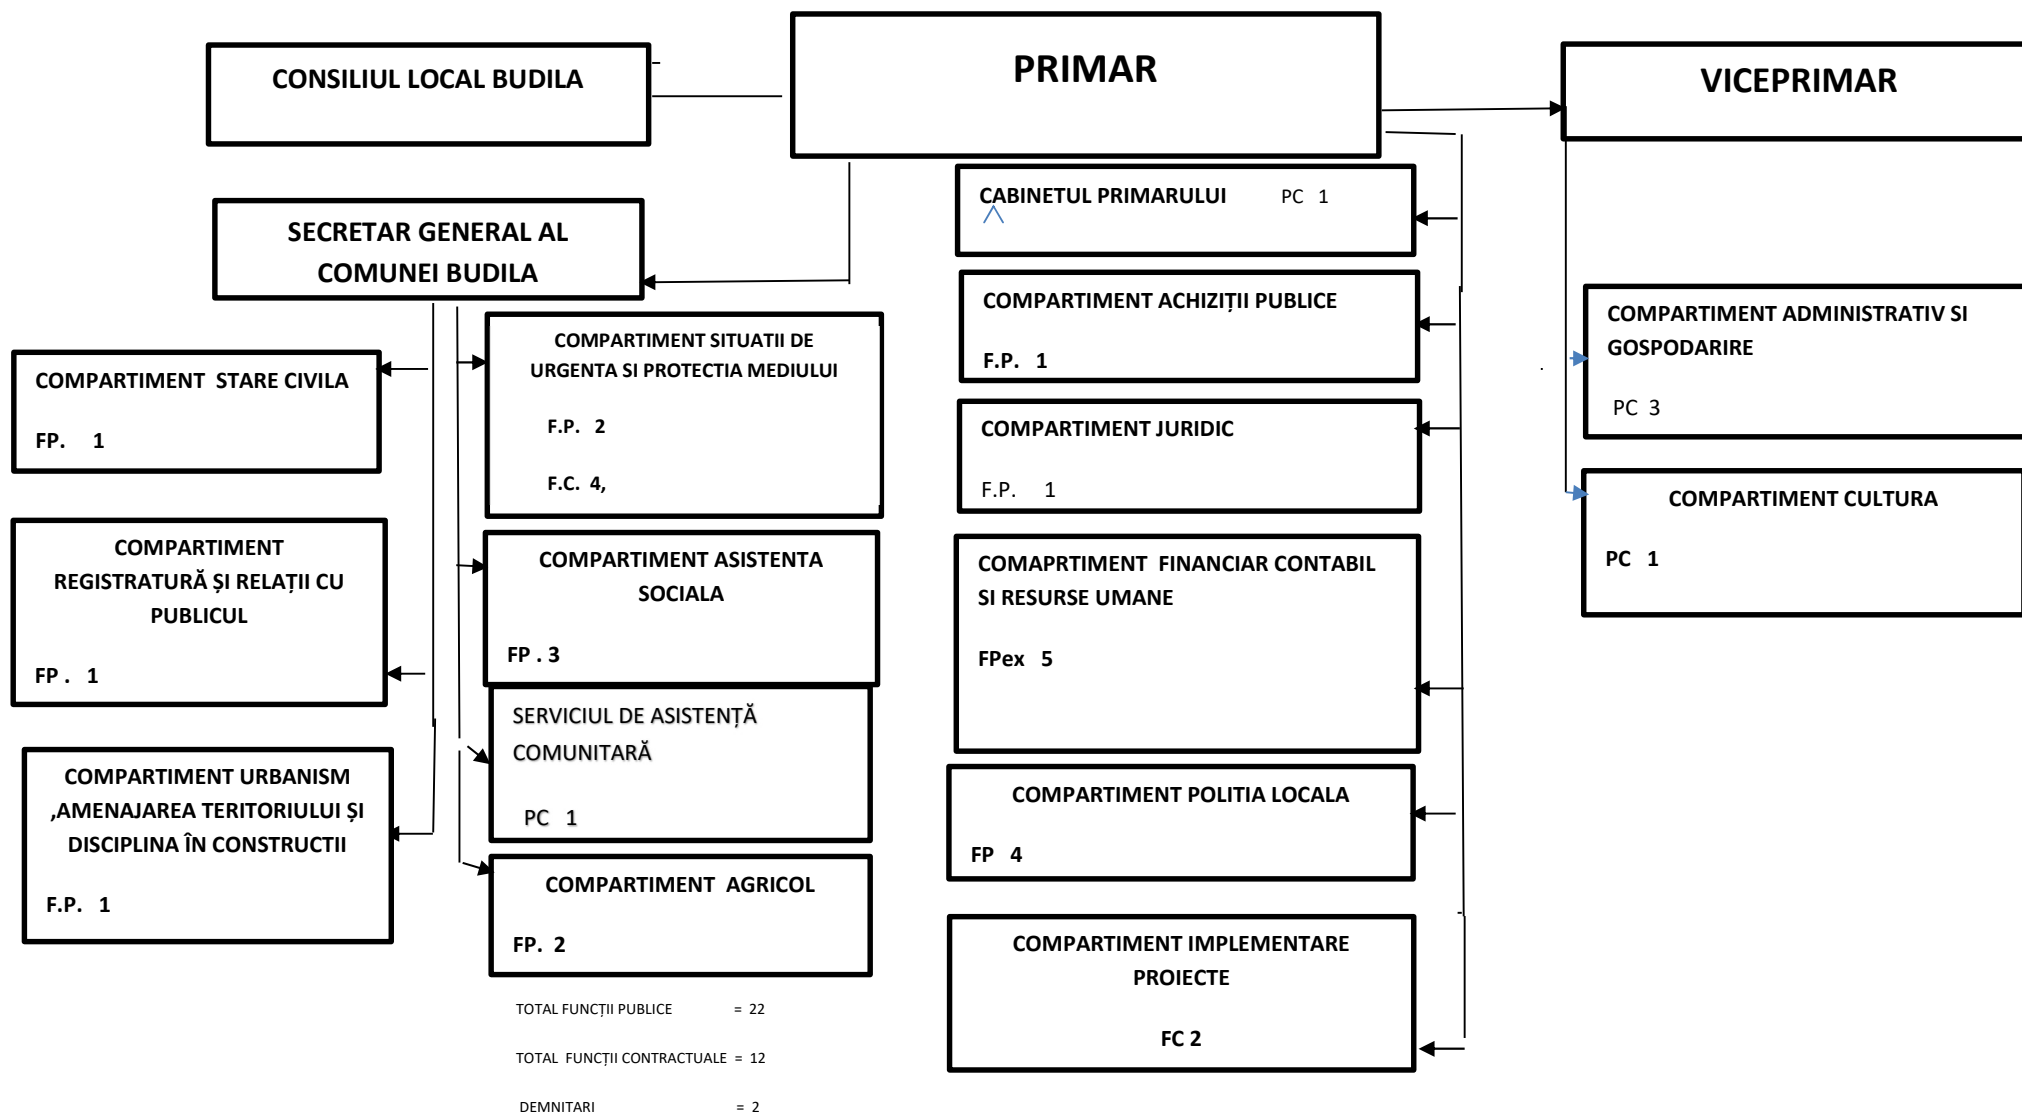 CONSILIUL LOCAL BUDILA
PRIMAR
VICEPRIMAR
SECRETAR GENERAL AL
COMUNEI BUDILA
COMPARTIMENT  STARE CIVILA
FP.    1
COMPARTIMENT
REGISTRATURĂ ȘI RELAȚII CU
PUBLICUL
FP .   1
COMPARTIMENT URBANISM
,AMENAJAREA TERITORIULUI ȘI
DISCIPLINA ÎN CONSTRUCTII
F.P.   1
COMPARTIMENT SITUATII DE
URGENTA SI PROTECTIA MEDIULUI
F.P.   2
F.C.  4,
COMPARTIMENT ASISTENTA
SOCIALA
FP . 3
SERVICIUL DE ASISTENȚĂ
COMUNITARĂ
PC   1
COMPARTIMENT  AGRICOL
FP.  2
CABINETUL PRIMARULUI        PC   1
COMPARTIMENT ACHIZIȚII PUBLICE
F.P.   1
COMPARTIMENT JURIDIC
F.P.     1
COMAPRTIMENT  FINANCIAR CONTABIL
SI RESURSE UMANE
FPex   5
COMPARTIMENT POLITIA LOCALA
FP   4
COMPARTIMENT IMPLEMENTARE
PROIECTE
FC 2
COMPARTIMENT ADMINISTRATIV SI
GOSPODARIRE
PC  3
COMPARTIMENT CULTURA
PC   1
TOTAL FUNCȚII PUBLICE                =  22
TOTAL  FUNCȚII CONTRACTUALE  =  12
DEMNITARI                                     =  2